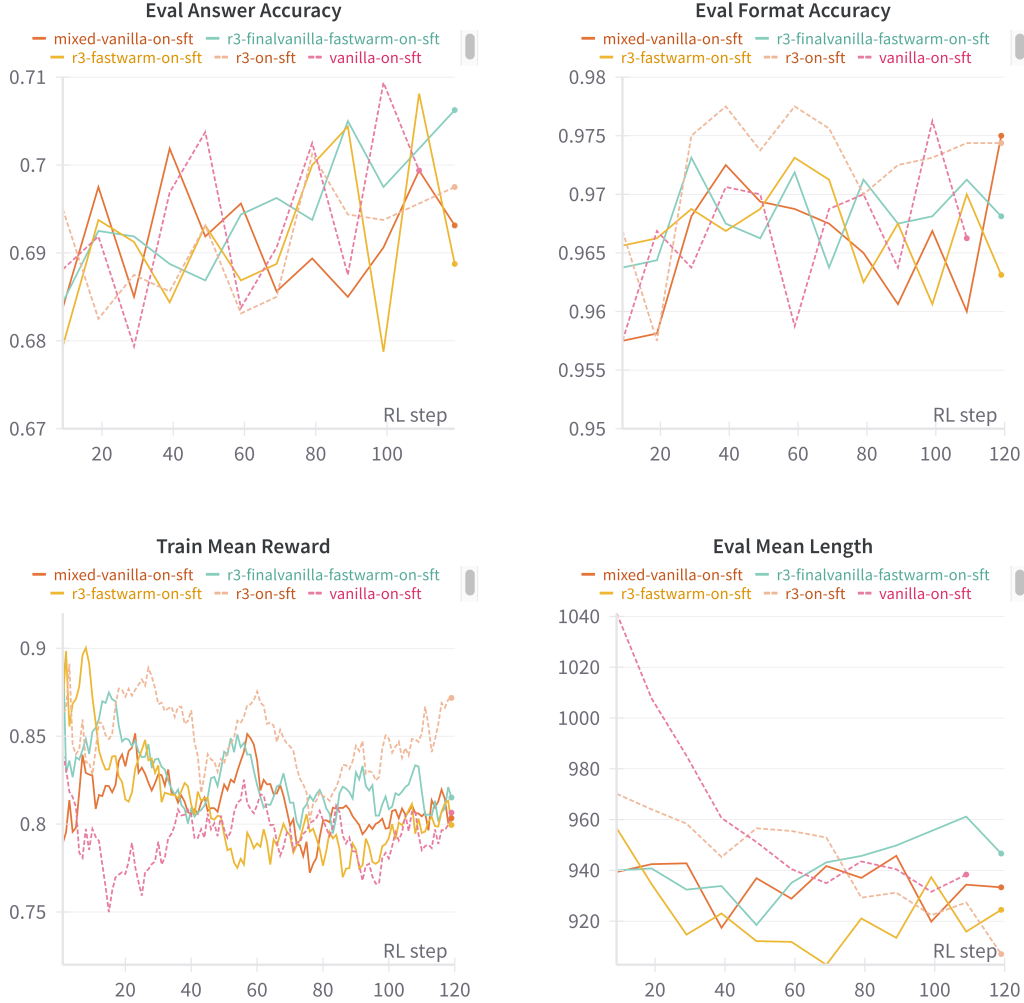 Eval Answer Accuracy
mixed-vanilla-on-sft r3-finalvanilla-fastwarm-on-sft
r3-fastwarm-on-sft r3-on-sft vanilla-on-sft
0.71
0.7
0.69
0.68
0.67
RL step
20 40 60 80 100
Eval Format Accuracy
mixed-vanilla-on-sft r3-finalvanilla-fastwarm-on-sft
r3-fastwarm-on-sft r3-on-sft vanilla-on-sft
0.98
0.975
0.97
0.965
0.96
0.955
0.95
RL step
20 40 60 80 100 120
Train Mean Reward
mixed-vanilla-on-sft r3-finalvanilla-fastwarm-on-sft
r3-fastwarm-on-sft r3-on-sft vanilla-on-sft
0.9
0.85
0.8
0.75
RL step
20 40 60 80 100 120
Eval Mean Length
mixed-vanilla-on-sft r3-finalvanilla-fastwarm-on-sft
r3-fastwarm-on-sft r3-on-sft vanilla-on-sft
1040
1020
1000
980
960
940
920
RL step
20 40 60 80 100 120